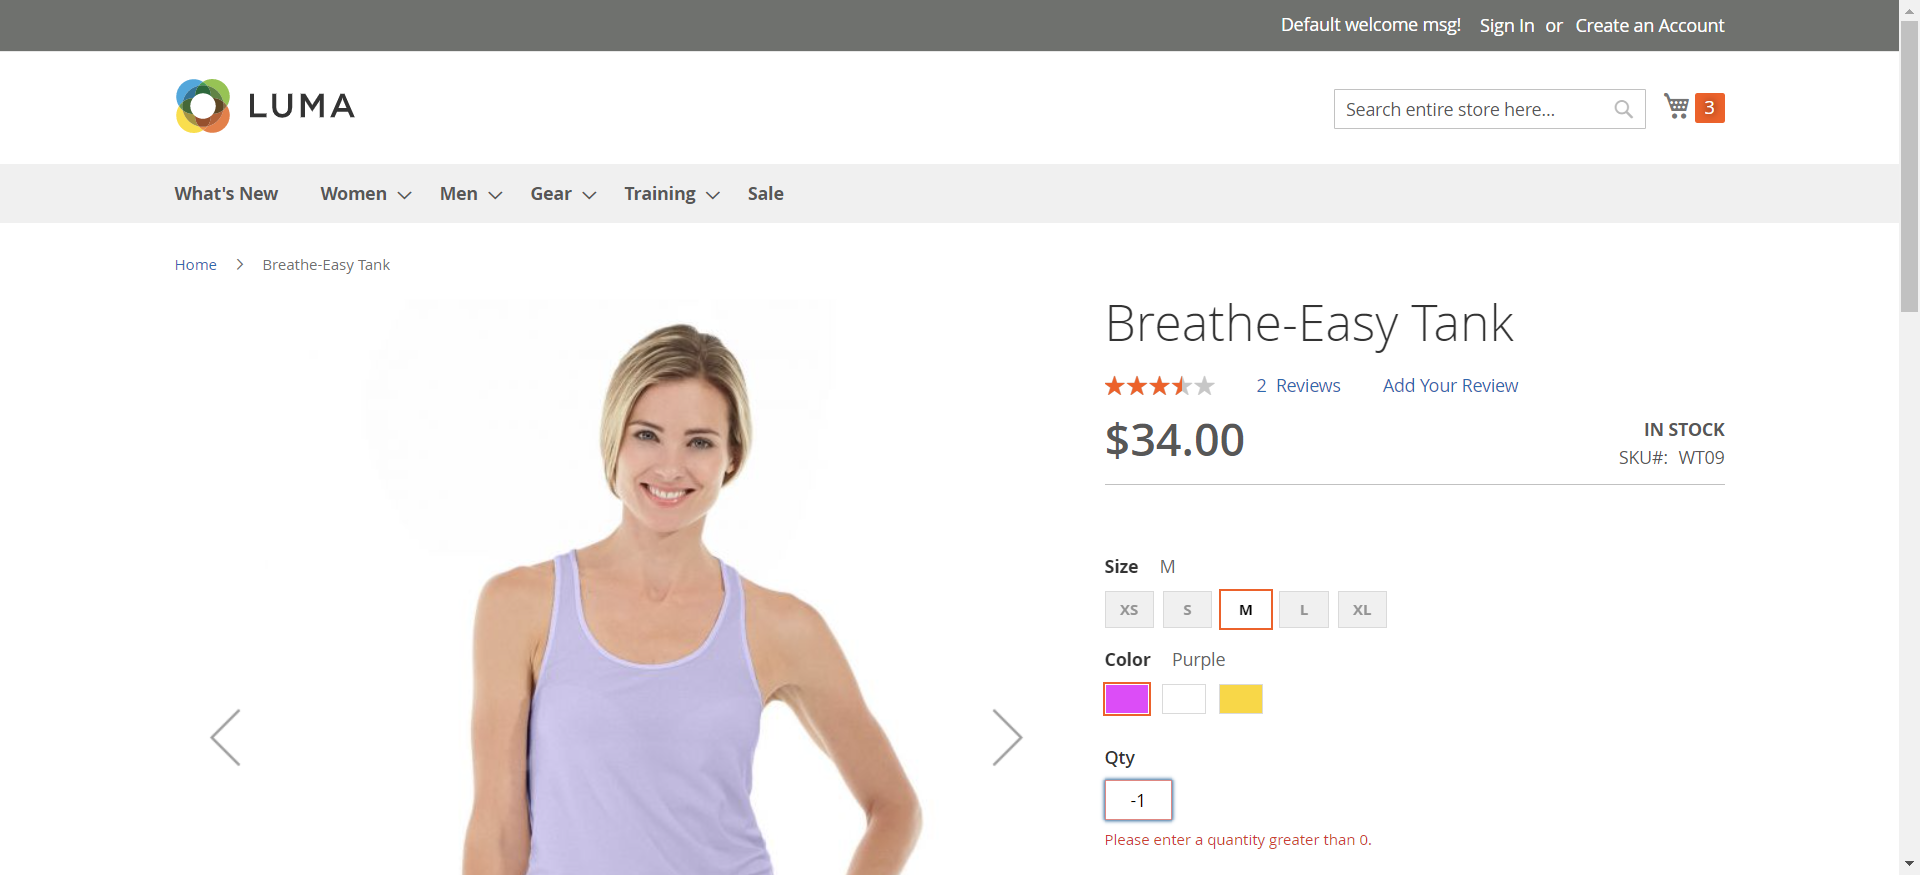 Default welcome msg! Sign In or Create an Account
LUMA
Search entire store here...
3
What's New Women Men Gear Training Sale
Home > Breathe-Easy Tank
Breathe-Easy Tank
2 Reviews Add Your Review
$34.00
IN STOCK
SKU#: WT09
Size M
XS S M L XL
Color Purple
Qty
-1
Please enter a quantity greater than 0.